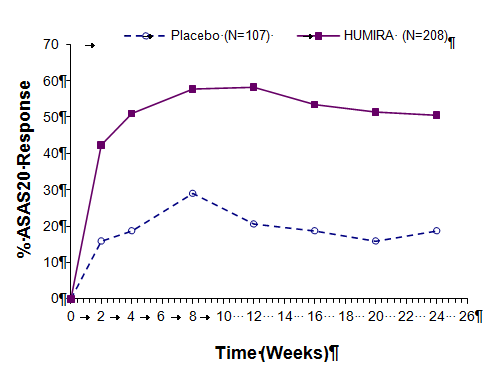 Placebo (N=107) HUMIRA (N=208)¶
70
60¶
50¶
40¶
30¶
20¶
10¶
0¶
% ASAS20 Response
0 → 2 → 4 → 6 → 8 → 10 ··· 12 ··· 14 ··· 16 ··· 18 ··· 20 ··· 22 ··· 24 ··· 26¶
Time·(Weeks)¶